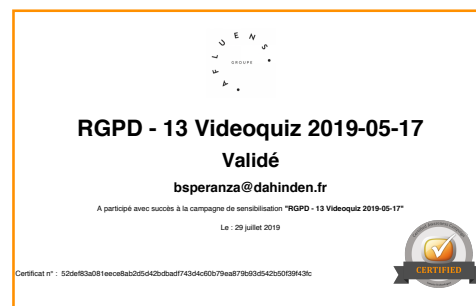 AFLUENS
GROUPE
RGPD - 13 Videoquiz 2019-05-17
Validé
bsperanza@dahinden.fr
A participé avec succès à la campagne de sensibilisation "RGPD - 13 Videoquiz 2019-05-17"
Le : 29 juillet 2019
Certificat n° : 52def83a081eece8ab2d5d42bdbadf743d4c60b79ea879b93d542b50f39f43fc
CERTIFIED